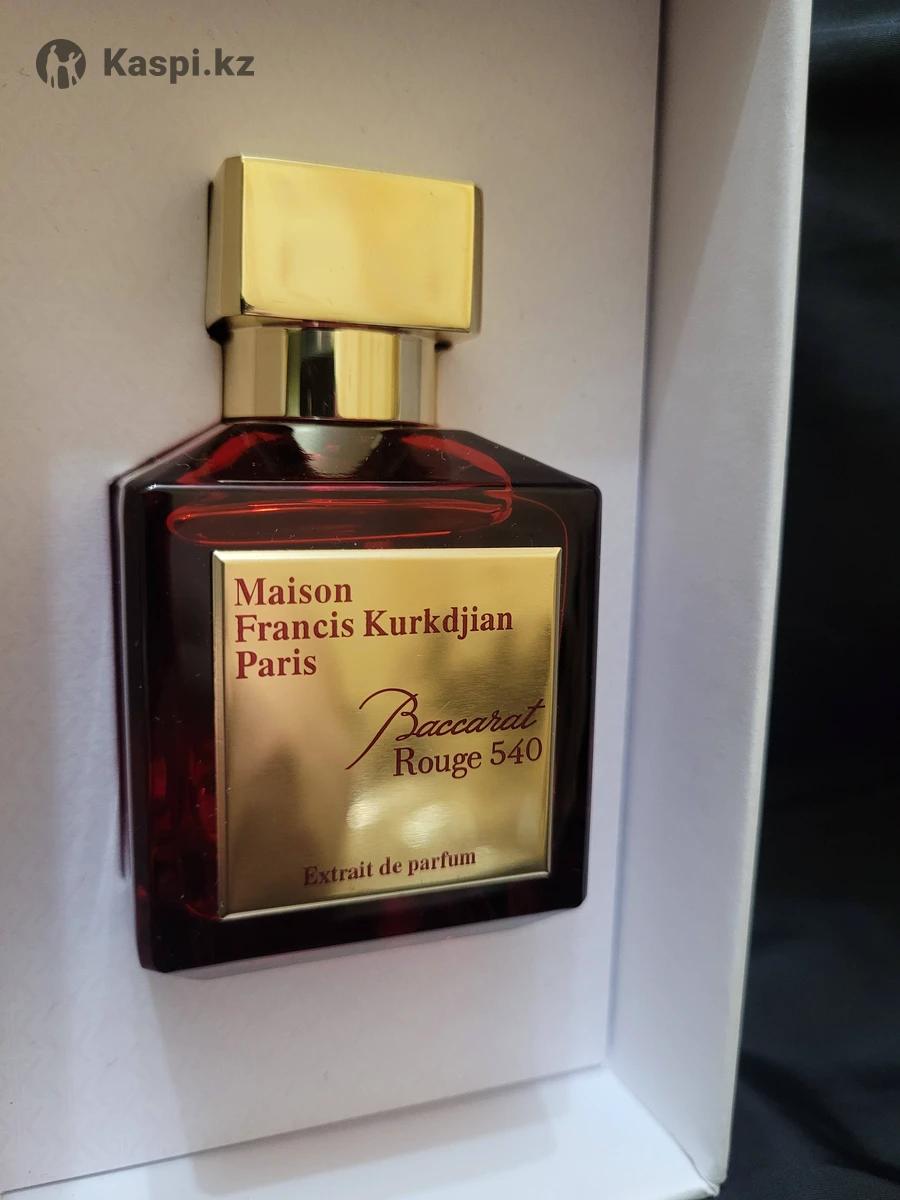 Kaspi.kz
Maison
Francis Kurkdjian
Paris
Baccarat
Rouge 540
Extrait de parfum